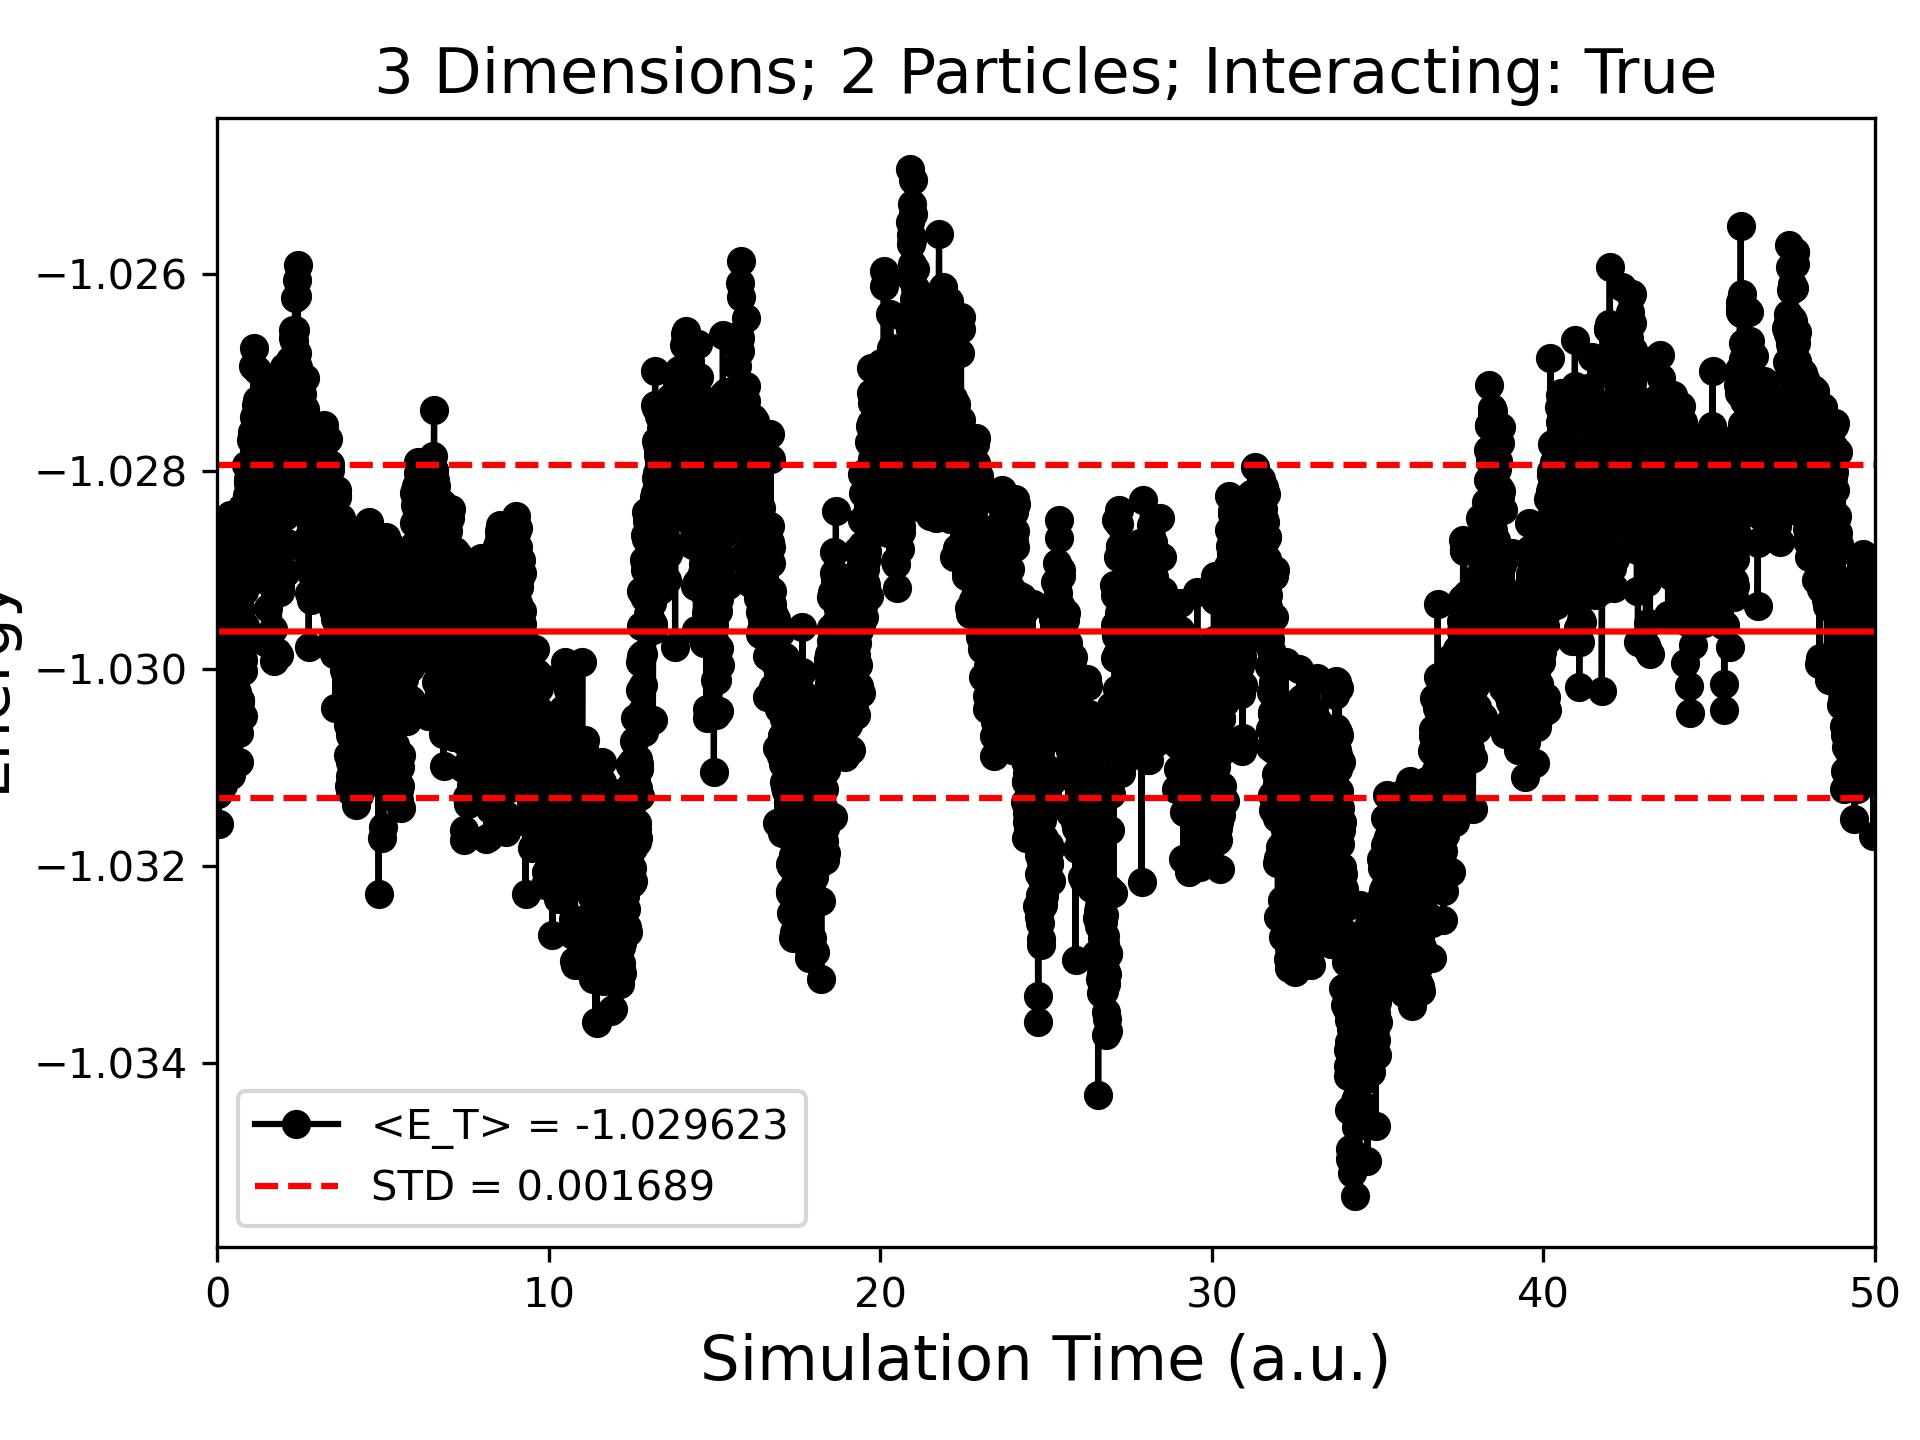 3 Dimensions; 2 Particles; Interacting: True
Energy
−1.026
−1.028
−1.030
−1.032
−1.034
<E_T> = -1.029623
STD = 0.001689
0 10 20 30 40 50
Simulation Time (a.u.)